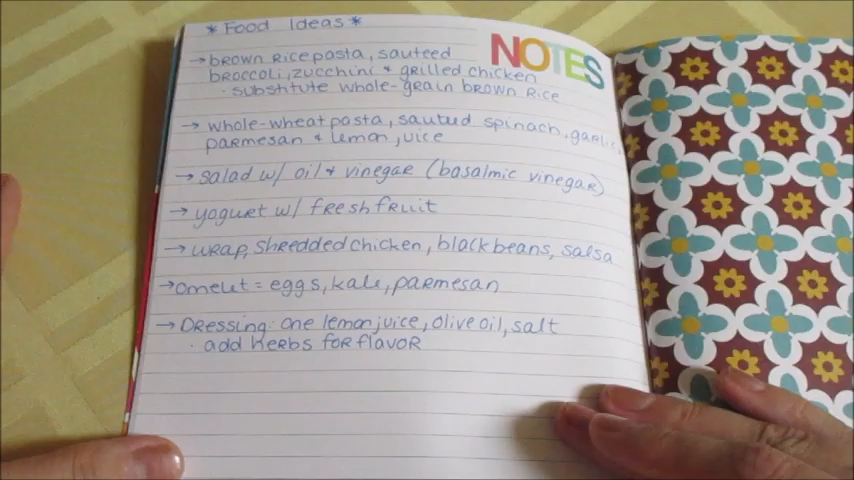 * Food Ideas *
NOTES
→ brown rice pasta, sauteed
broccoli, zucchini + grilled chicken
· substitute whole-grain brown rice
→ whole-wheat pasta, sauted spinach, garlic,
parmesan + lemon juice
→ salad w/ oil + vinegar (basalmic vinegar)
→ yogurt w/ fresh fruit
→ wrap, shredded chicken, black beans, salsa
→ omelet = eggs, kale, parmesan
→ Dressing: one lemon juice, olive oil, salt
· add herbs for flavor